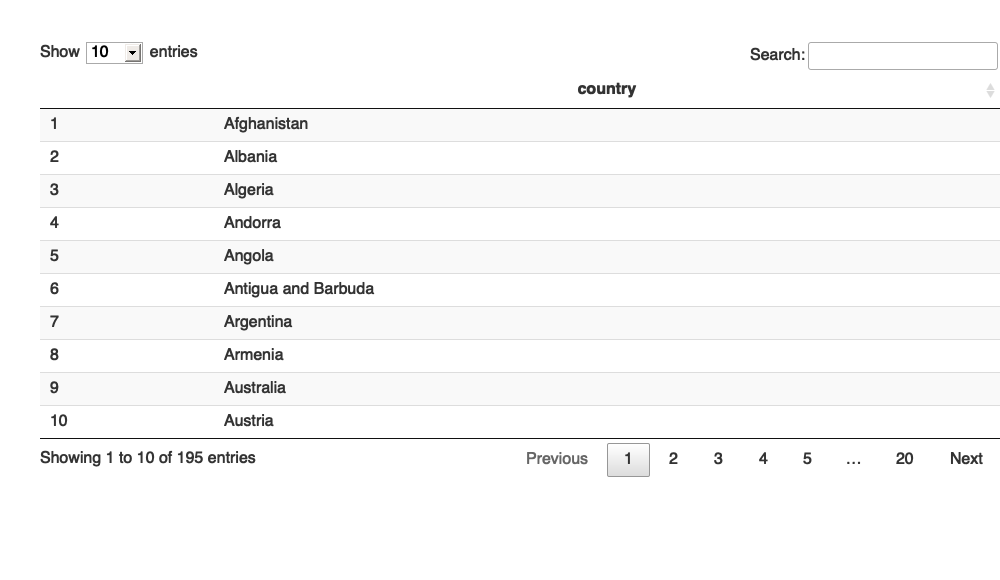 Show 10 entries Search:
country
1 Afghanistan
2 Albania
3 Algeria
4 Andorra
5 Angola
6 Antigua and Barbuda
7 Argentina
8 Armenia
9 Australia
10 Austria
Showing 1 to 10 of 195 entries Previous 1 2 3 4 5 … 20 Next